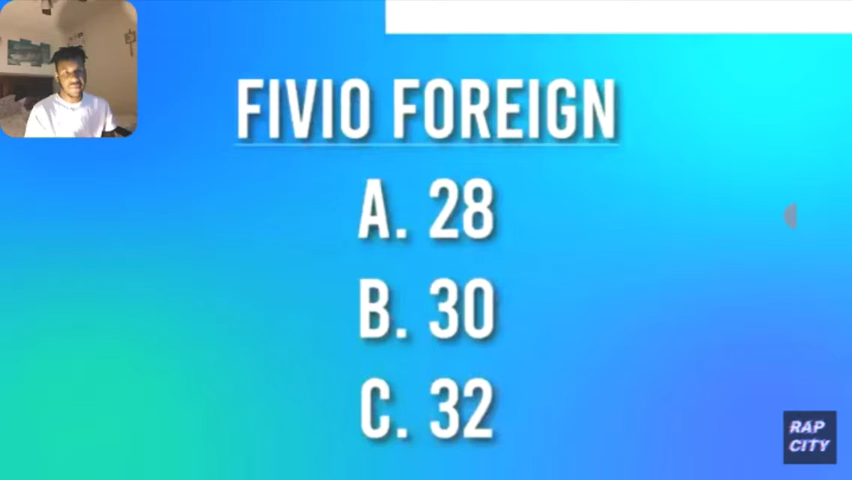 FIVIO FOREIGN
A. 28
B. 30
C. 32
RAP
CITY